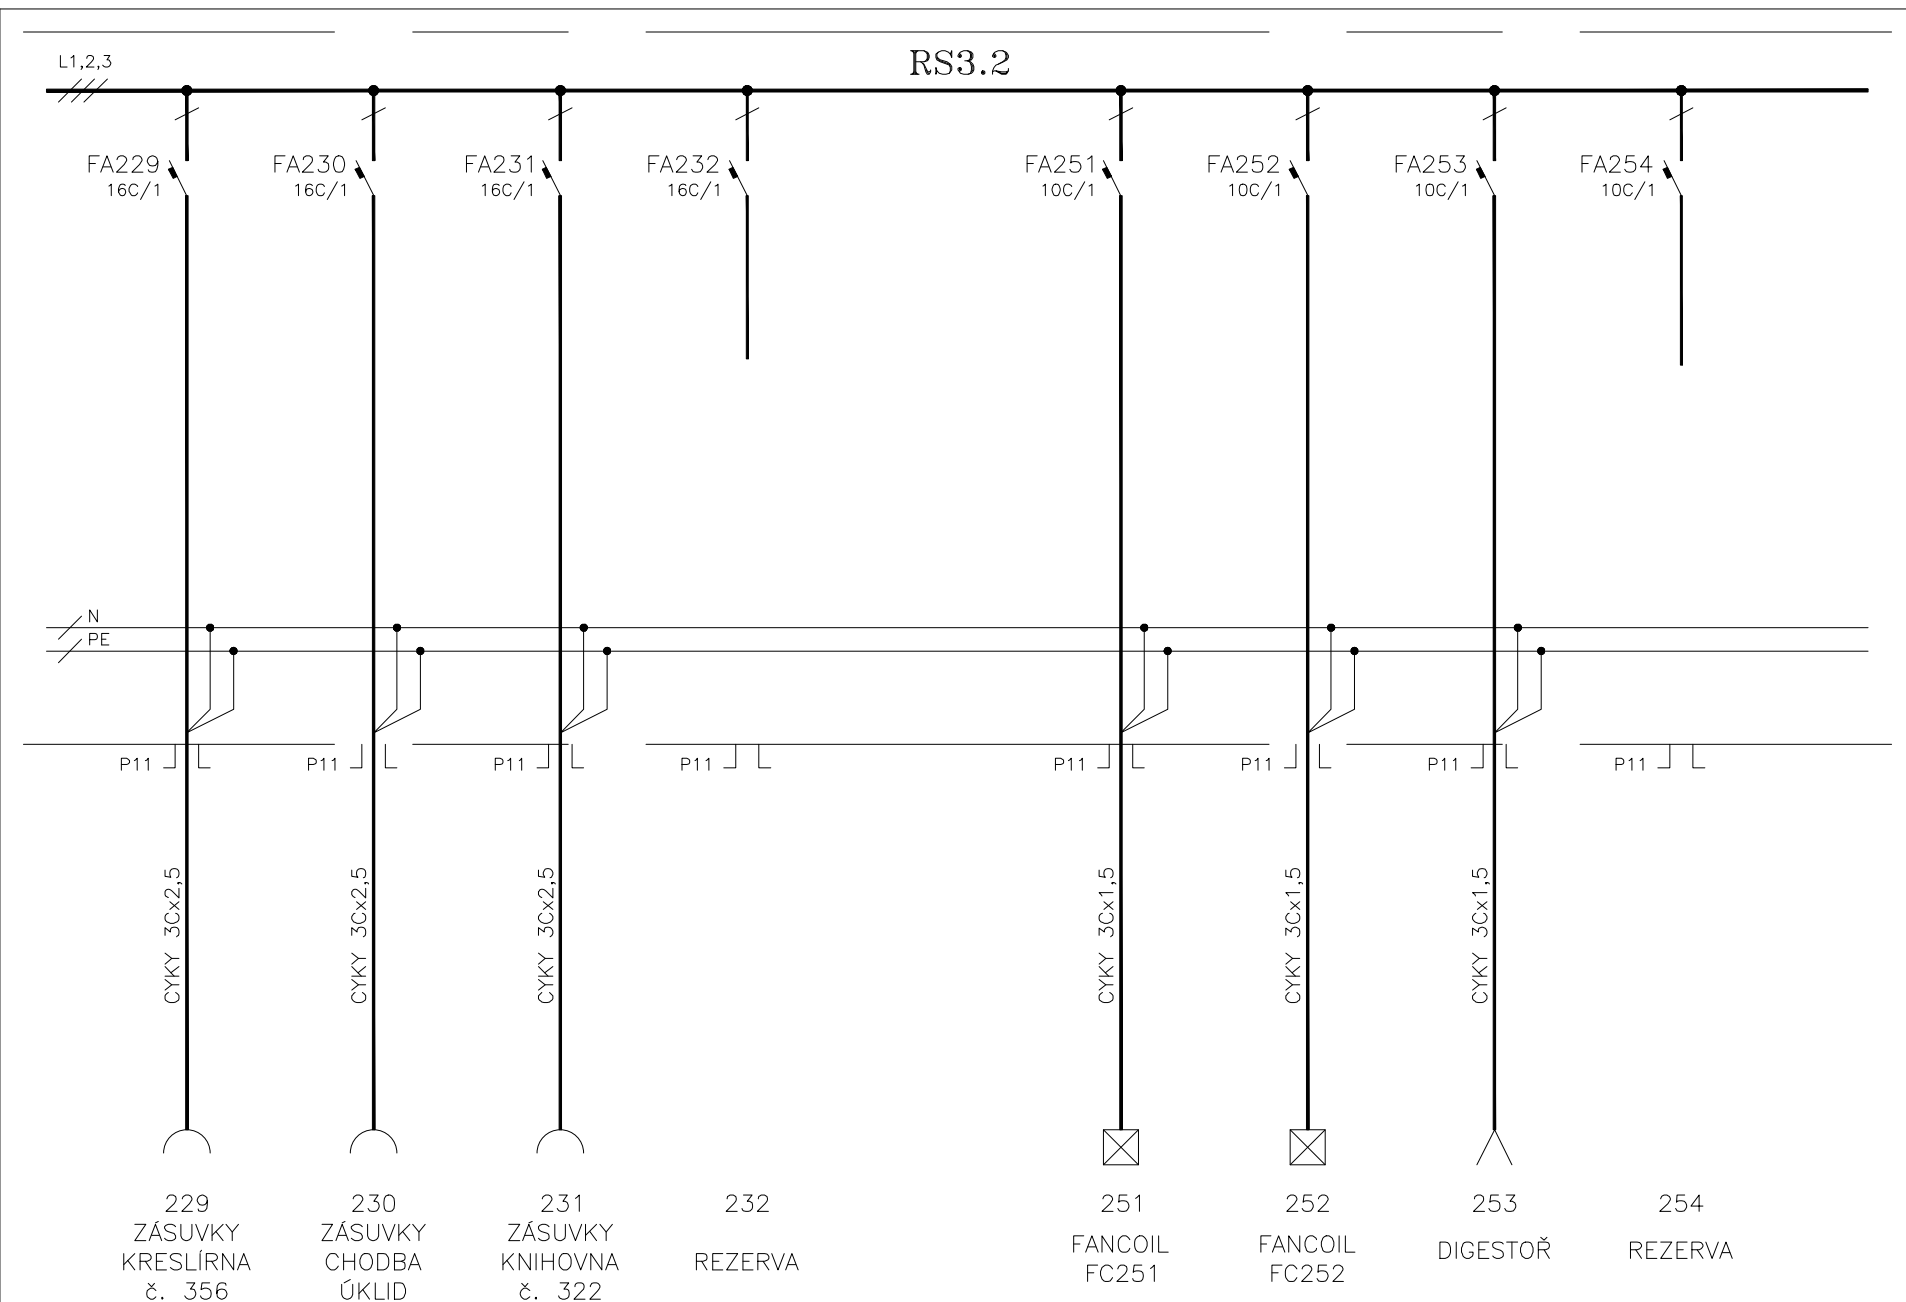 RS3.2
L1,2,3
FA229
16C/1
FA230
16C/1
FA231
16C/1
FA232
16C/1
FA251
10C/1
FA252
10C/1
FA253
10C/1
FA254
10C/1
N
PE
P11
P11
P11
P11
P11
P11
P11
P11
CYKY 3Cx2,5
CYKY 3Cx2,5
CYKY 3Cx2,5
CYKY 3Cx1,5
CYKY 3Cx1,5
CYKY 3Cx1,5
229
ZÁSUVKY
KRESLÍRNA
č. 356
230
ZÁSUVKY
CHODBA
ÚKLID
231
ZÁSUVKY
KNIHOVNA
č. 322
232
REZERVA
251
FANCOIL
FC251
252
FANCOIL
FC252
253
DIGESTOŘ
254
REZERVA